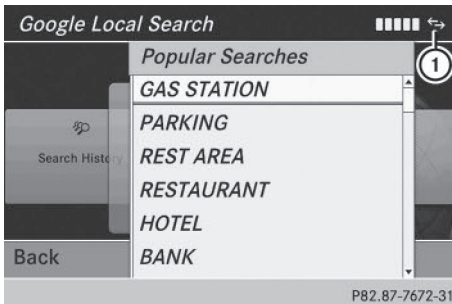 Google Local Search
1
Popular Searches
GAS STATION
PARKING
Search Histo y
REST AREA
RESTAURANT
HOTEL
Back
BANK
P82.87-7672-31